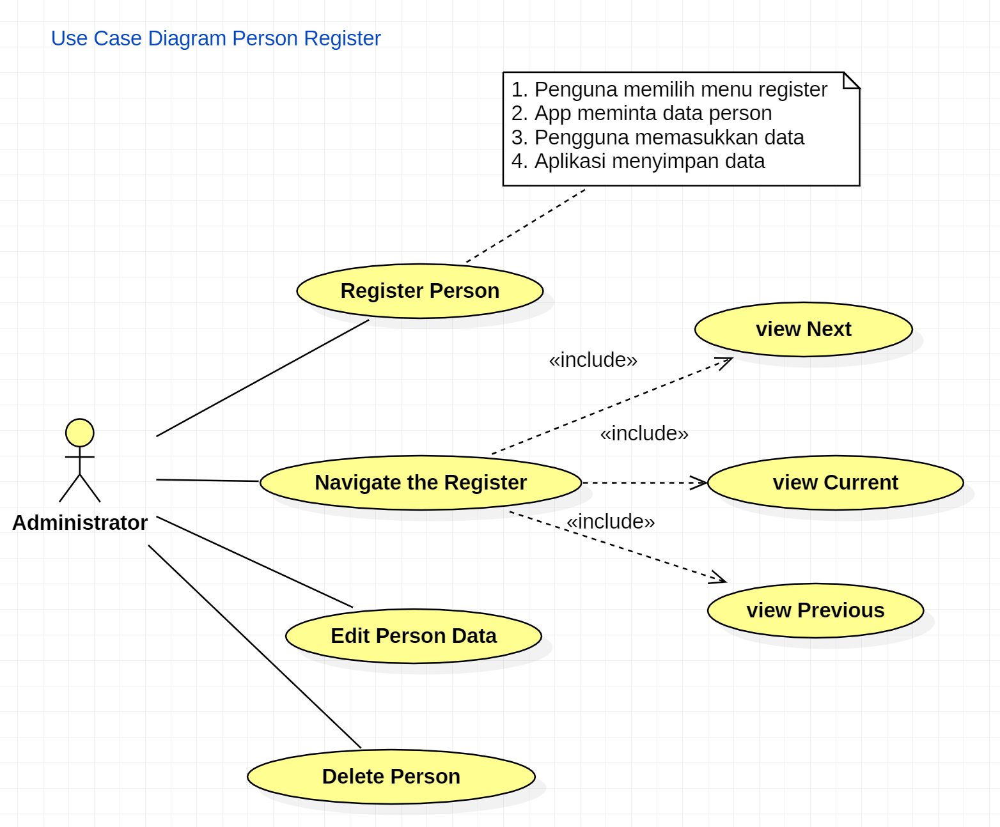 Use Case Diagram Person Register
1. Penguna memilih menu register
2. App meminta data person
3. Pengguna memasukkan data
4. Aplikasi menyimpan data
Register Person
view Next
«include»
«include»
Navigate the Register
view Current
Administrator
«include»
view Previous
Edit Person Data
Delete Person